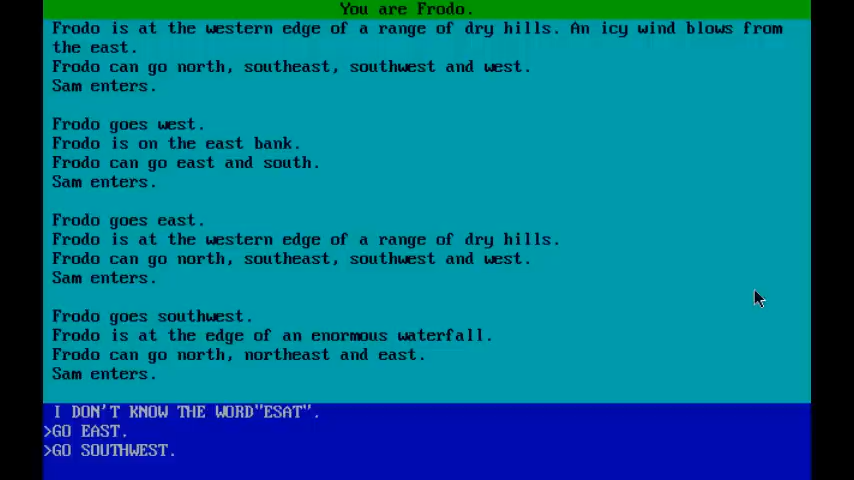 You are Frodo.
Frodo is at the western edge of a range of dry hills. An icy wind blows from
the east.
Frodo can go north, southeast, southwest and west.
Sam enters.
Frodo goes west.
Frodo is on the east bank.
Frodo can go east and south.
Sam enters.
Frodo goes east.
Frodo is at the western edge of a range of dry hills.
Frodo can go north, southeast, southwest and west.
Sam enters.
Frodo goes southwest.
Frodo is at the edge of an enormous waterfall.
Frodo can go north, northeast and east.
Sam enters.
I DON'T KNOW THE WORD"ESAT".
>GO EAST.
>GO SOUTHWEST.